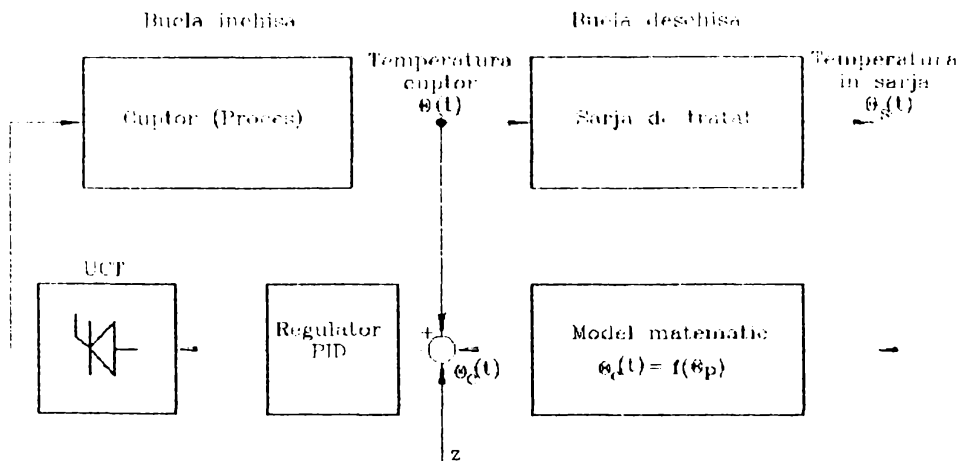 Bucla inchisa
Bucla deschisa
Temperatura
cuptor
Θ(t)
Temperatura
in sarja
Θs(t)
Cuptor (Proces)
Sarja de tratat
UCT
Regulator
PID
+
Θc(t)
Model matematic
Θc(t) = f(Θp)
z